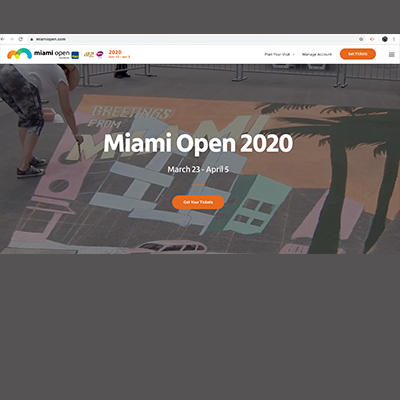 miamiopen.com
miami open
2020
Plan Your Visit
Manage Account
Get Tickets
GREETINGS
FROM
MIAMI
Miami Open 2020
March 23 - April 5
Get Your Tickets